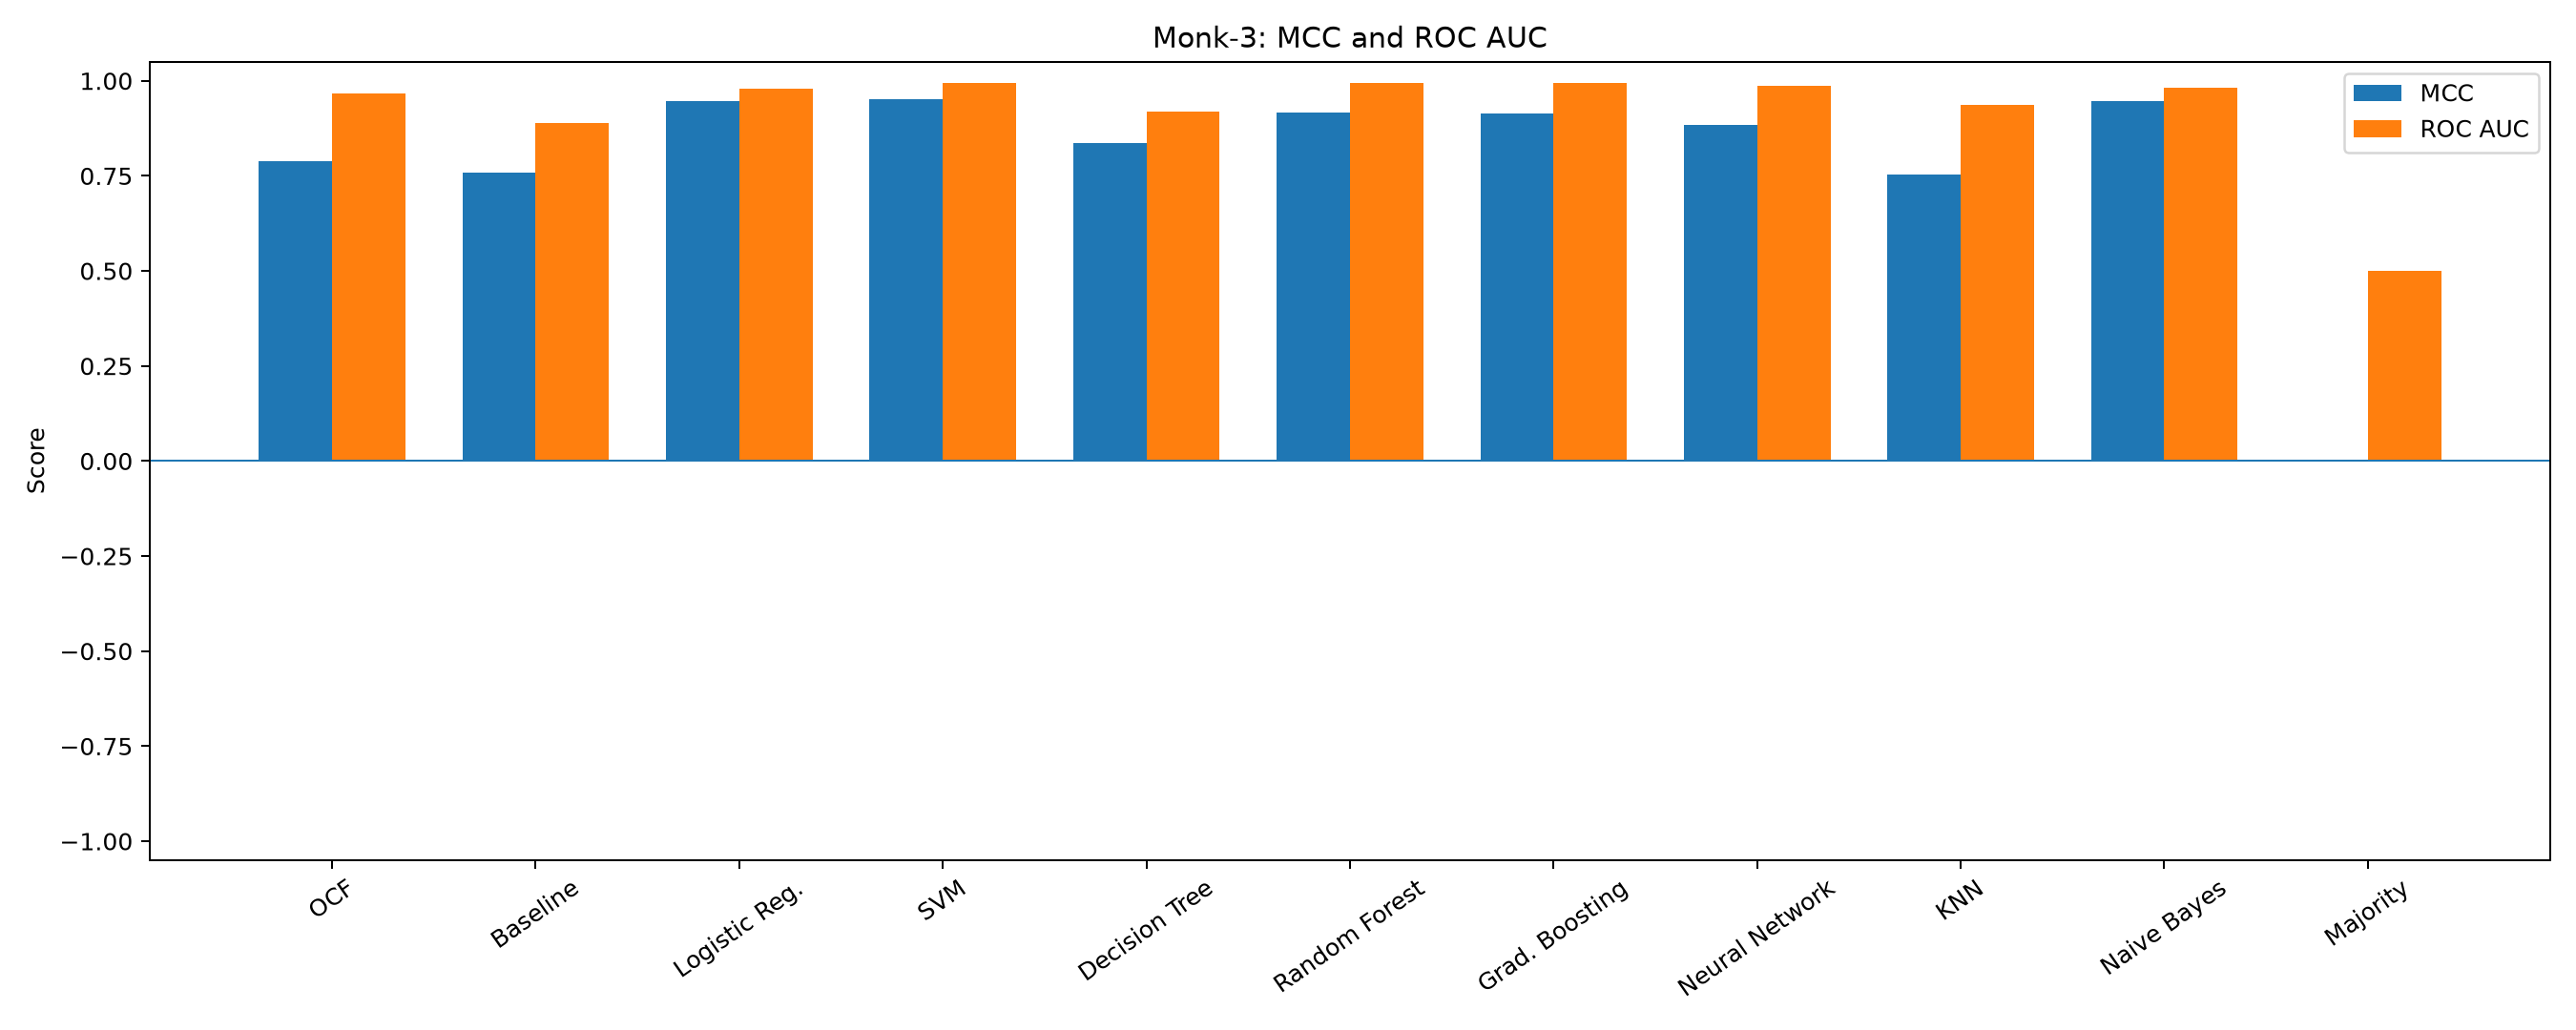 Monk-3: MCC and ROC AUC
MCC
ROC AUC
Score
1.00
0.75
0.50
0.25
0.00
−0.25
−0.50
−0.75
−1.00
OCF
Baseline
Logistic Reg.
SVM
Decision Tree
Random Forest
Grad. Boosting
Neural Network
KNN
Naive Bayes
Majority